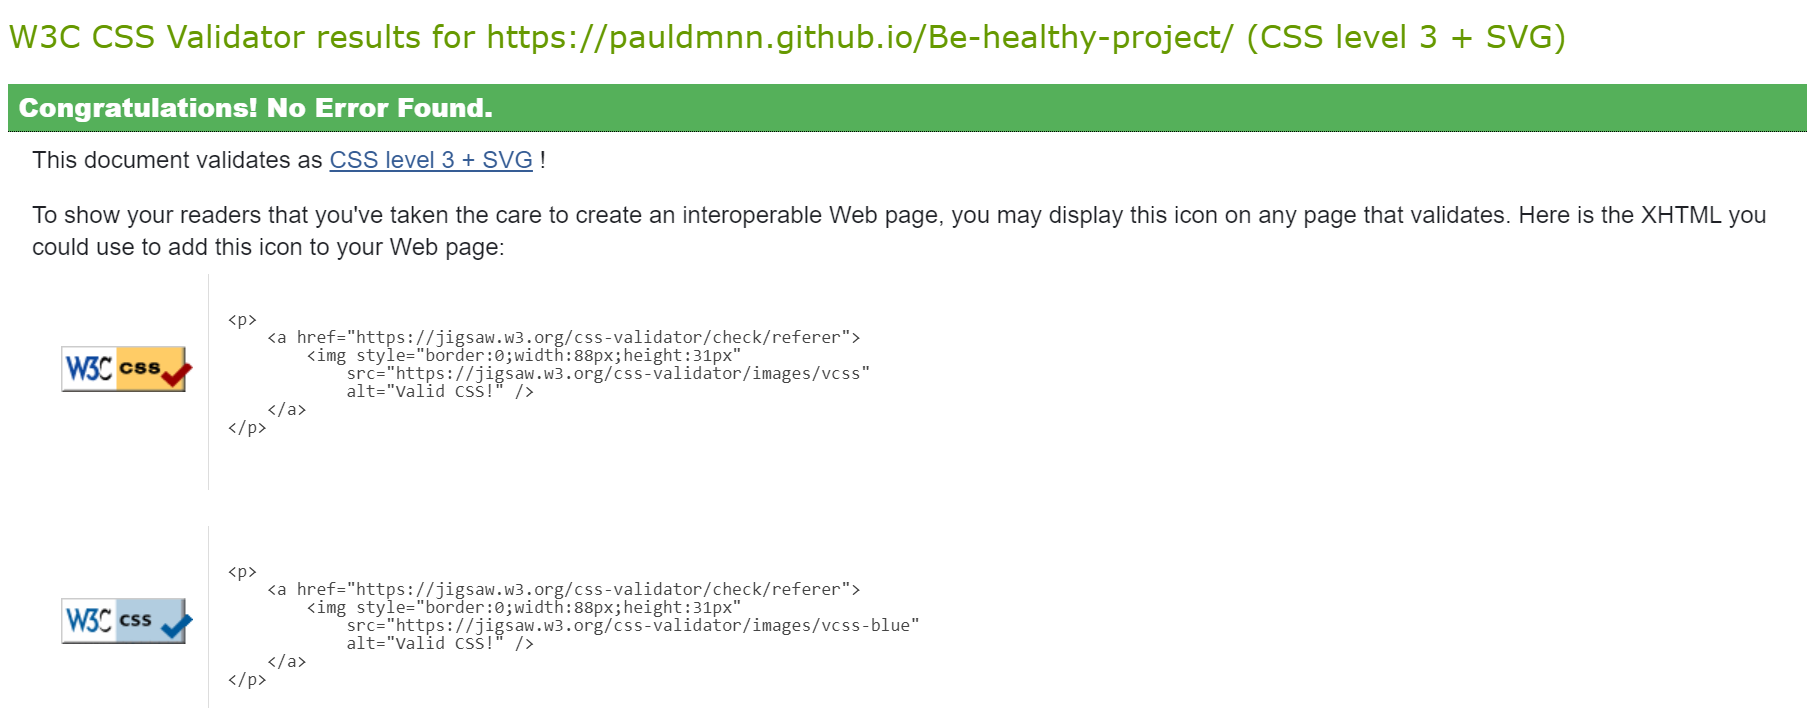 W3C CSS Validator results for https://pauldmnn.github.io/Be-healthy-project/ (CSS level 3 + SVG)
Congratulations! No Error Found.
This document validates as CSS level 3 + SVG !
To show your readers that you've taken the care to create an interoperable Web page, you may display this icon on any page that validates. Here is the XHTML you
could use to add this icon to your Web page:
W3C css
<p>
    <a href="https://jigsaw.w3.org/css-validator/check/referer">
        <img style="border:0;width:88px;height:31px"
            src="https://jigsaw.w3.org/css-validator/images/vcss"
            alt="Valid CSS!" />
    </a>
</p>
W3C css
<p>
    <a href="https://jigsaw.w3.org/css-validator/check/referer">
        <img style="border:0;width:88px;height:31px"
            src="https://jigsaw.w3.org/css-validator/images/vcss-blue"
            alt="Valid CSS!" />
    </a>
</p>